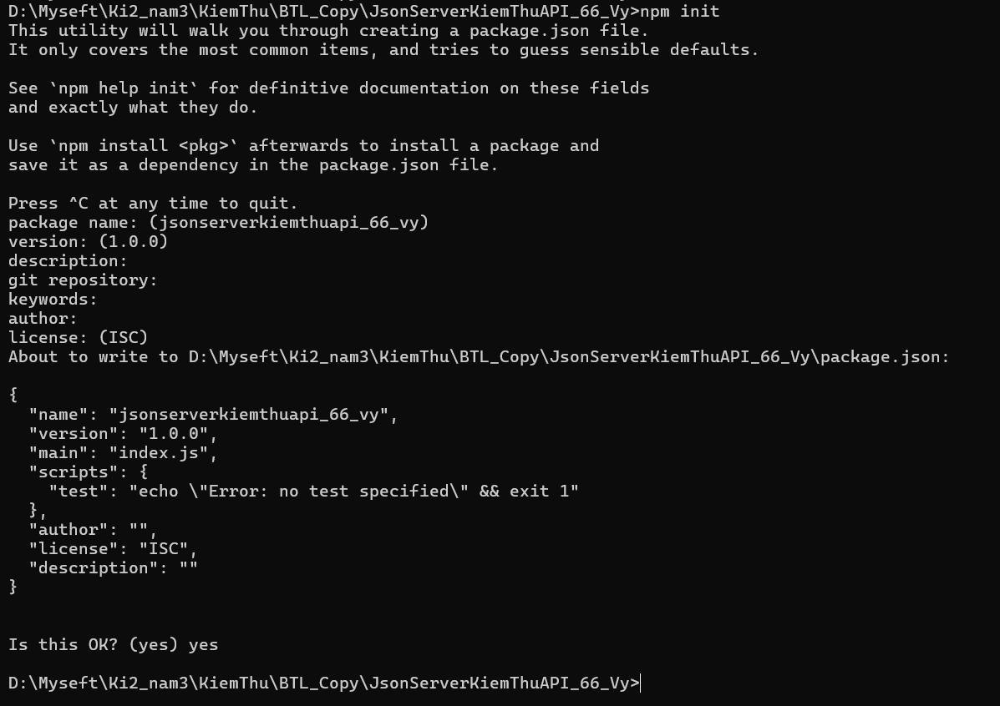 D:\Myseft\Ki2_nam3\KiemThu\BTL_Copy\JsonServerKiemThuAPI_66_Vy>npm init
This utility will walk you through creating a package.json file.
It only covers the most common items, and tries to guess sensible defaults.
See `npm help init` for definitive documentation on these fields
and exactly what they do.
Use `npm install <pkg>` afterwards to install a package and
save it as a dependency in the package.json file.
Press ^C at any time to quit.
package name: (jsonserverkiemthuapi_66_vy)
version: (1.0.0)
description:
git repository:
keywords:
author:
license: (ISC)
About to write to D:\Myseft\Ki2_nam3\KiemThu\BTL_Copy\JsonServerKiemThuAPI_66_Vy\package.json:
{
  "name": "jsonserverkiemthuapi_66_vy",
  "version": "1.0.0",
  "main": "index.js",
  "scripts": {
    "test": "echo \"Error: no test specified\" && exit 1"
  },
  "author": "",
  "license": "ISC",
  "description": ""
}
Is this OK? (yes) yes
D:\Myseft\Ki2_nam3\KiemThu\BTL_Copy\JsonServerKiemThuAPI_66_Vy>